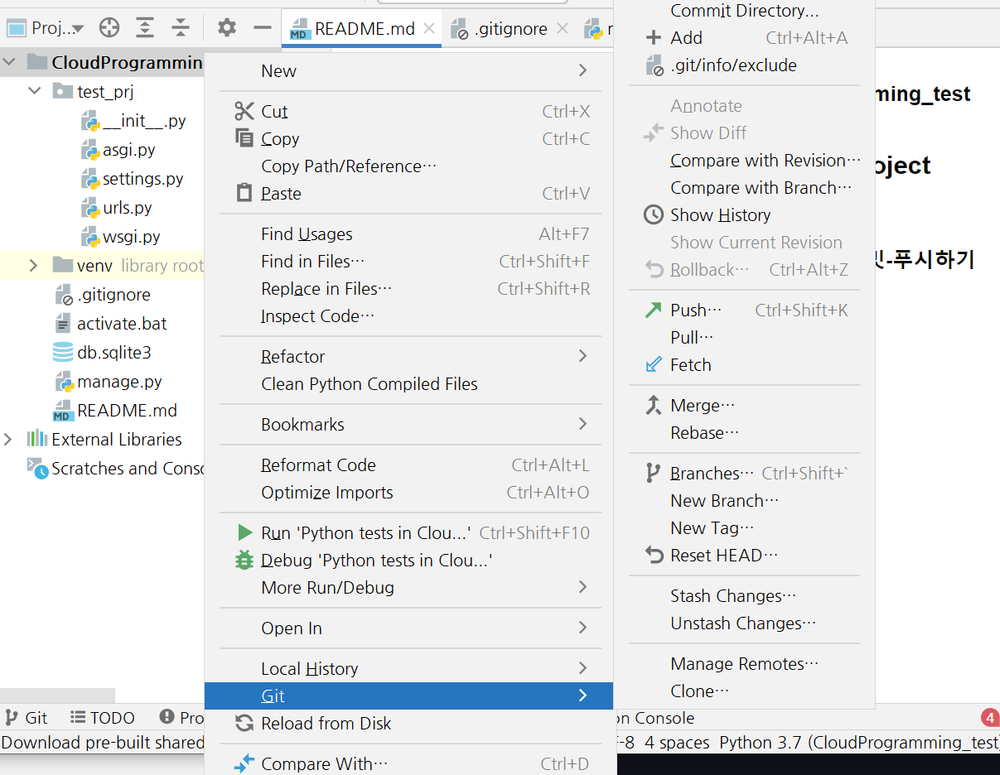 Proj...
README.md
.gitignore
CloudProgrammin
test_prj
__init__.py
asgi.py
settings.py
urls.py
wsgi.py
venv library root
.gitignore
activate.bat
db.sqlite3
manage.py
MD README.md
External Libraries
Scratches and Conso
New
Cut Ctrl+X
Copy Ctrl+C
Copy Path/Reference…
Paste Ctrl+V
Find Usages Alt+F7
Find in Files… Ctrl+Shift+F
Replace in Files… Ctrl+Shift+R
Inspect Code…
Refactor
Clean Python Compiled Files
Bookmarks
Reformat Code Ctrl+Alt+L
Optimize Imports Ctrl+Alt+O
Run 'Python tests in Clou...' Ctrl+Shift+F10
Debug 'Python tests in Clou...'
More Run/Debug
Open In
Local History
Git
Reload from Disk
Compare With… Ctrl+D
Commit Directory...
Add Ctrl+Alt+A
.git/info/exclude
Annotate
Show Diff
Compare with Revision…
Compare with Branch…
Show History
Show Current Revision
Rollback… Ctrl+Alt+Z
Push… Ctrl+Shift+K
Pull…
Fetch
Merge…
Rebase…
Branches… Ctrl+Shift+`
New Branch…
New Tag…
Reset HEAD…
Stash Changes…
Unstash Changes…
Manage Remotes…
Clone…
ming_test
oject
-푸시하기
Git TODO Pro
on Console 4
Download pre-built shared
-8 4 spaces Python 3.7 (CloudProgramming_test)